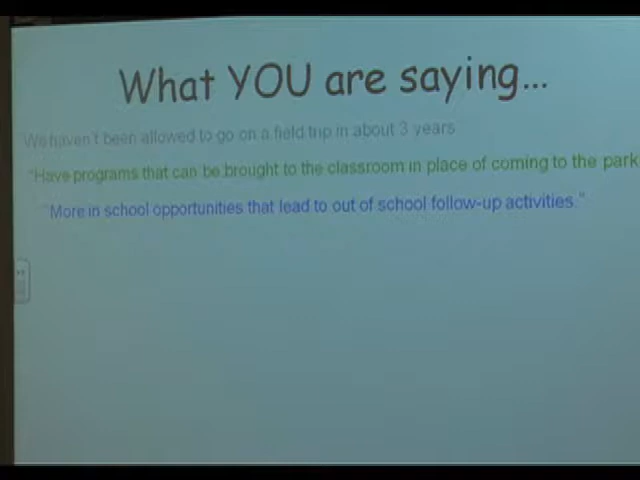 What YOU are saying...
We haven't been allowed to go on a field trip in about 3 years
"Have programs that can be brought to the classroom in place of coming to the park
"More in school opportunities that lead to out of school follow-up activities."